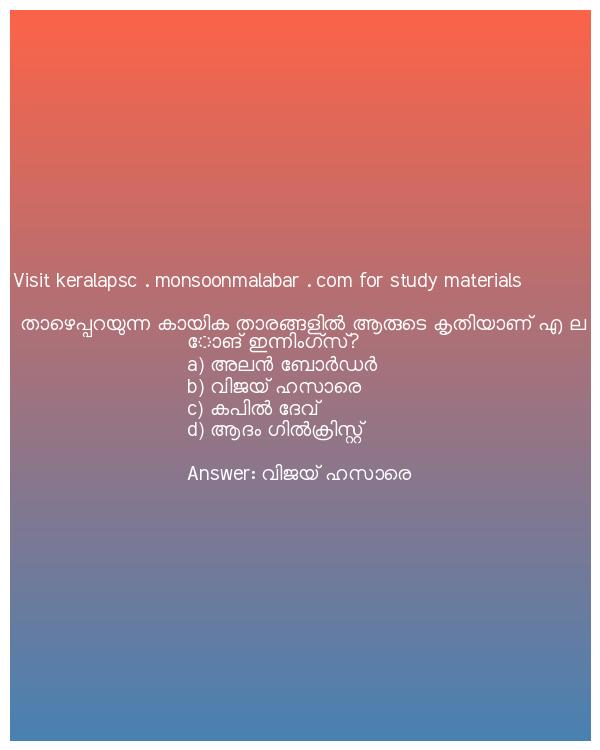 Visit keralapsc . monsoonmalabar . com for study materials
താഴെപ്പറയുന്ന കായിക താരങ്ങളിൽ ആരുടെ കൃതിയാണ് എ ല
ോങ് ഇന്നിംഗ്സ്?
a) അലൻ ബോർഡർ
b) വിജയ് ഹസാരെ
c) കപിൽ ദേവ്
d) ആദം ഗിൽക്രിസ്റ്റ്
Answer: വിജയ് ഹസാരെ